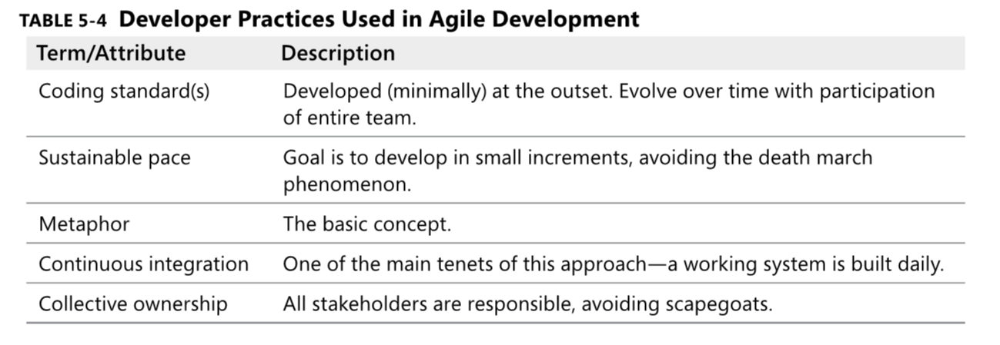 TABLE 5-4 Developer Practices Used in Agile Development
Term/Attribute Description
Coding standard(s) Developed (minimally) at the outset. Evolve over time with participation
of entire team.
Sustainable pace Goal is to develop in small increments, avoiding the death march
phenomenon.
Metaphor The basic concept.
Continuous integration One of the main tenets of this approach—a working system is built daily.
Collective ownership All stakeholders are responsible, avoiding scapegoats.